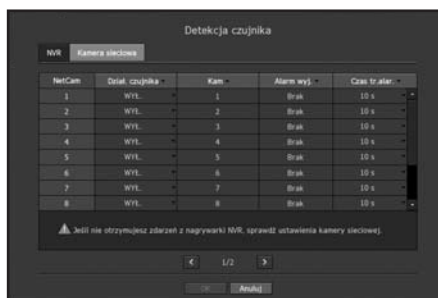 Detekcja czujnika
NVR Kamera sieciowa
NetCam Dział. czujnika Kam Alarm wyj. Czas tr.alar.
1 WYŁ. 1 Brak 10 s
2 WYŁ. 2 Brak 10 s
3 WYŁ. 3 Brak 10 s
4 WYŁ. 4 Brak 10 s
5 WYŁ. 5 Brak 10 s
6 WYŁ. 6 Brak 10 s
7 WYŁ. 7 Brak 10 s
8 WYŁ. 8 Brak 10 s
Jeśli nie otrzymujesz zdarzeń z nagrywarki NVR, sprawdź ustawienia kamery sieciowej.
< 1/2 >
OK Anuluj